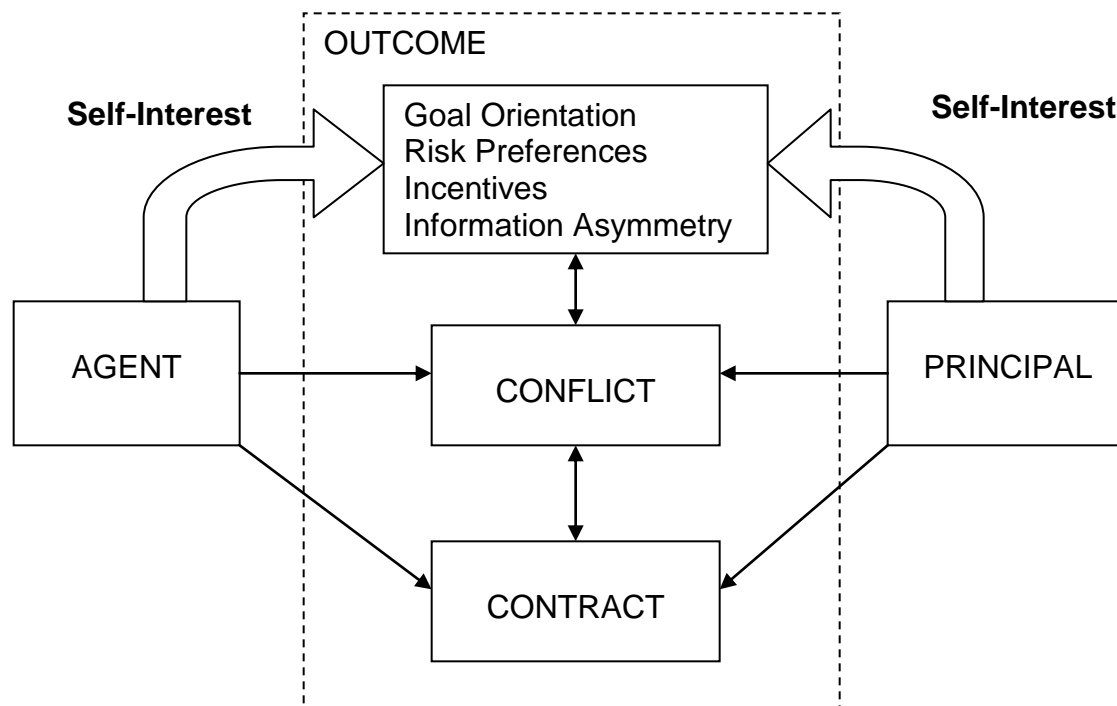 OUTCOME
Self-Interest
Self-Interest
Goal Orientation
Risk Preferences
Incentives
Information Asymmetry
AGENT
CONFLICT
PRINCIPAL
CONTRACT